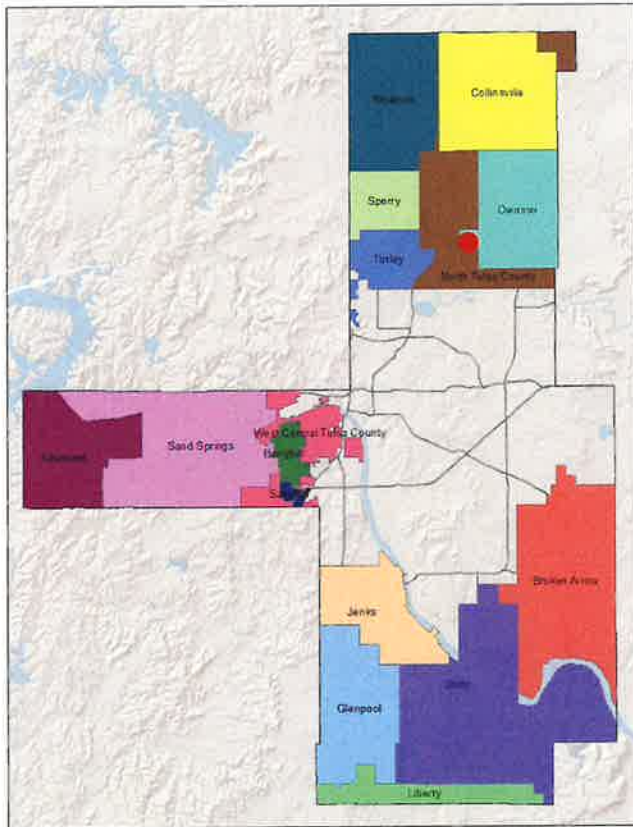 Skiatook
Collinsville
Sperry
Owasso
Turley
North Tulsa County
West Central Tulsa County
Sand Springs
Berryhill
Jenks
Broken Arrow
Bixby
Glenpool
Liberty